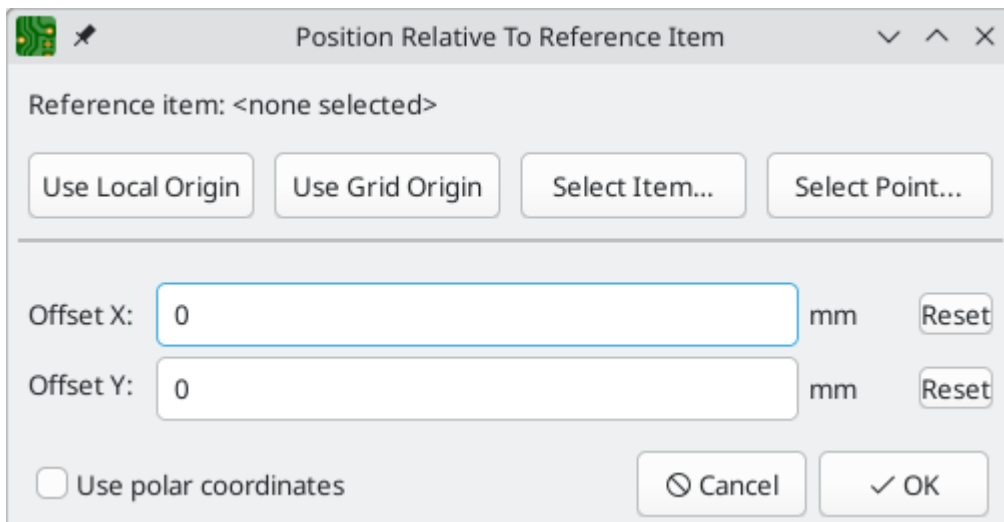 Position Relative To Reference Item
Reference item: <none selected>
Use Local Origin Use Grid Origin Select Item... Select Point...
Offset X: 0 mm Reset
Offset Y: 0 mm Reset
Use polar coordinates Cancel OK